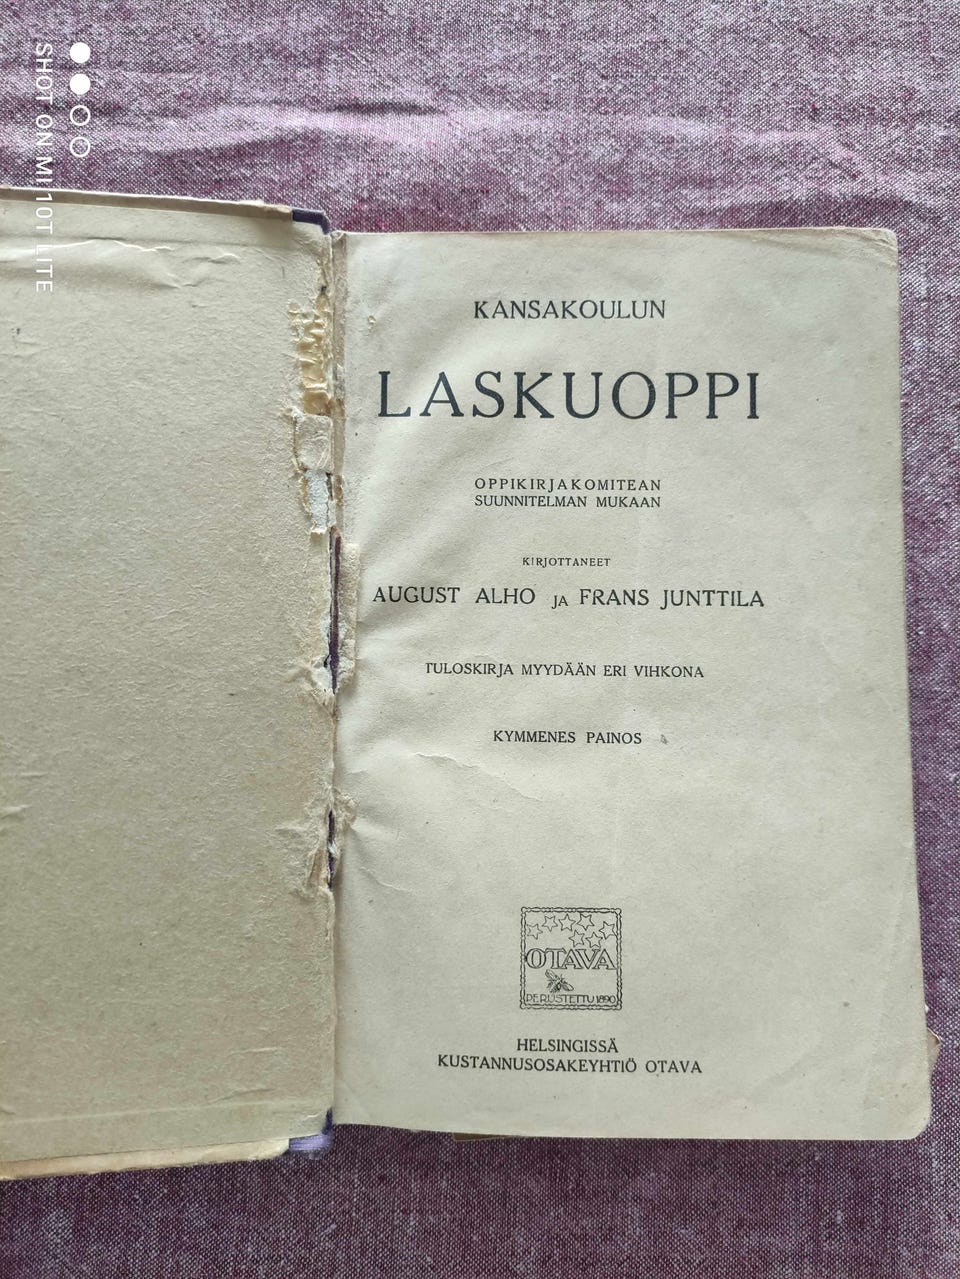 KANSAKOULUN
LASKUOPPI
OPPIKIRJAKOMITEAN
SUUNNITELMAN MUKAAN
KIRJOTTANEET
AUGUST ALHO JA FRANS JUNTTILA
TULOSKIRJA MYYDÄÄN ERI VIHKONA
KYMMENES PAINOS
OTAVA
PERUSTETTU 1890
HELSINGISSÄ
KUSTANNUSOSAKEYHTIÖ OTAVA
SHOT ON MI 10T LITE